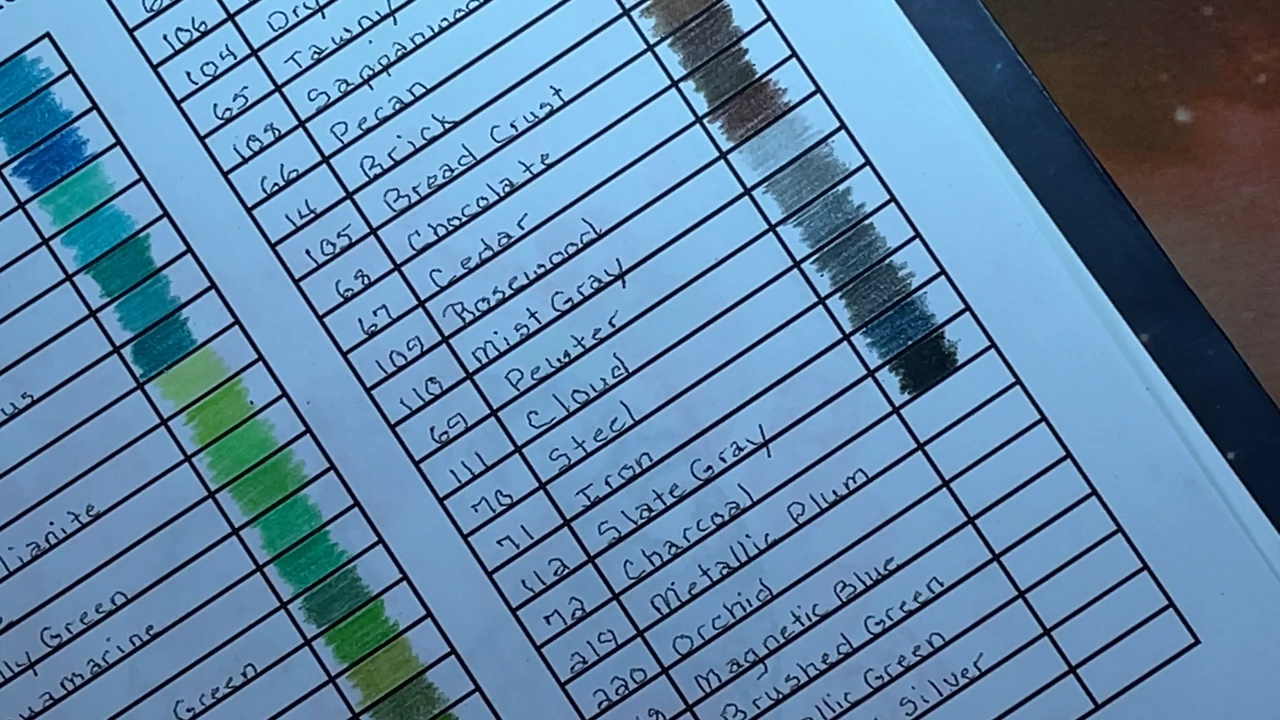 106 Dry
104 Tawny
65 Sappanwood
108 Pecan
66 Brick
14 Bread Crust
105 Chocolate
68 Cedar
67 Rosewood
109 Mist Gray
110 Pewter
69 Cloud
111 Steel
70 Iron
71 Slate Gray
112 Charcoal
72 Metallic Plum
219 Orchid
220 Magnetic Blue
Brushed Green
Green
Silver
Green